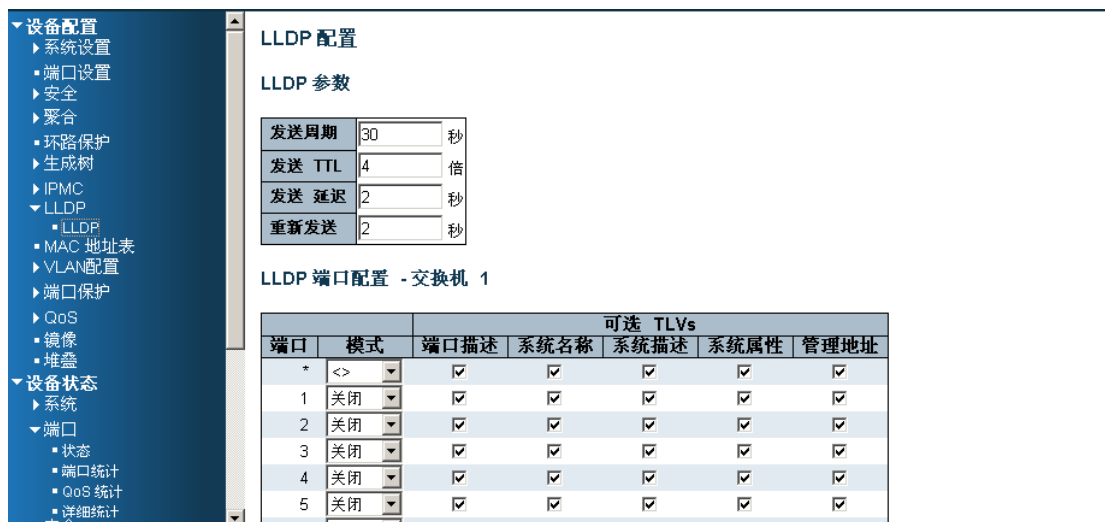 设备配置
系统设置
端口设置
安全
聚合
环路保护
生成树
IPMC
LLDP
LLDP
MAC 地址表
VLAN配置
端口保护
QoS
镜像
堆叠
设备状态
系统
端口
状态
端口统计
QoS 统计
详细统计
LLDP 配置
LLDP 参数
发送周期 30 秒
发送 TTL 4 倍
发送 延迟 2 秒
重新发送 2 秒
LLDP 端口配置 - 交换机 1
可选 TLVs
端口 模式 端口描述 系统名称 系统描述 系统属性 管理地址
* <>
1 关闭
2 关闭
3 关闭
4 关闭
5 关闭